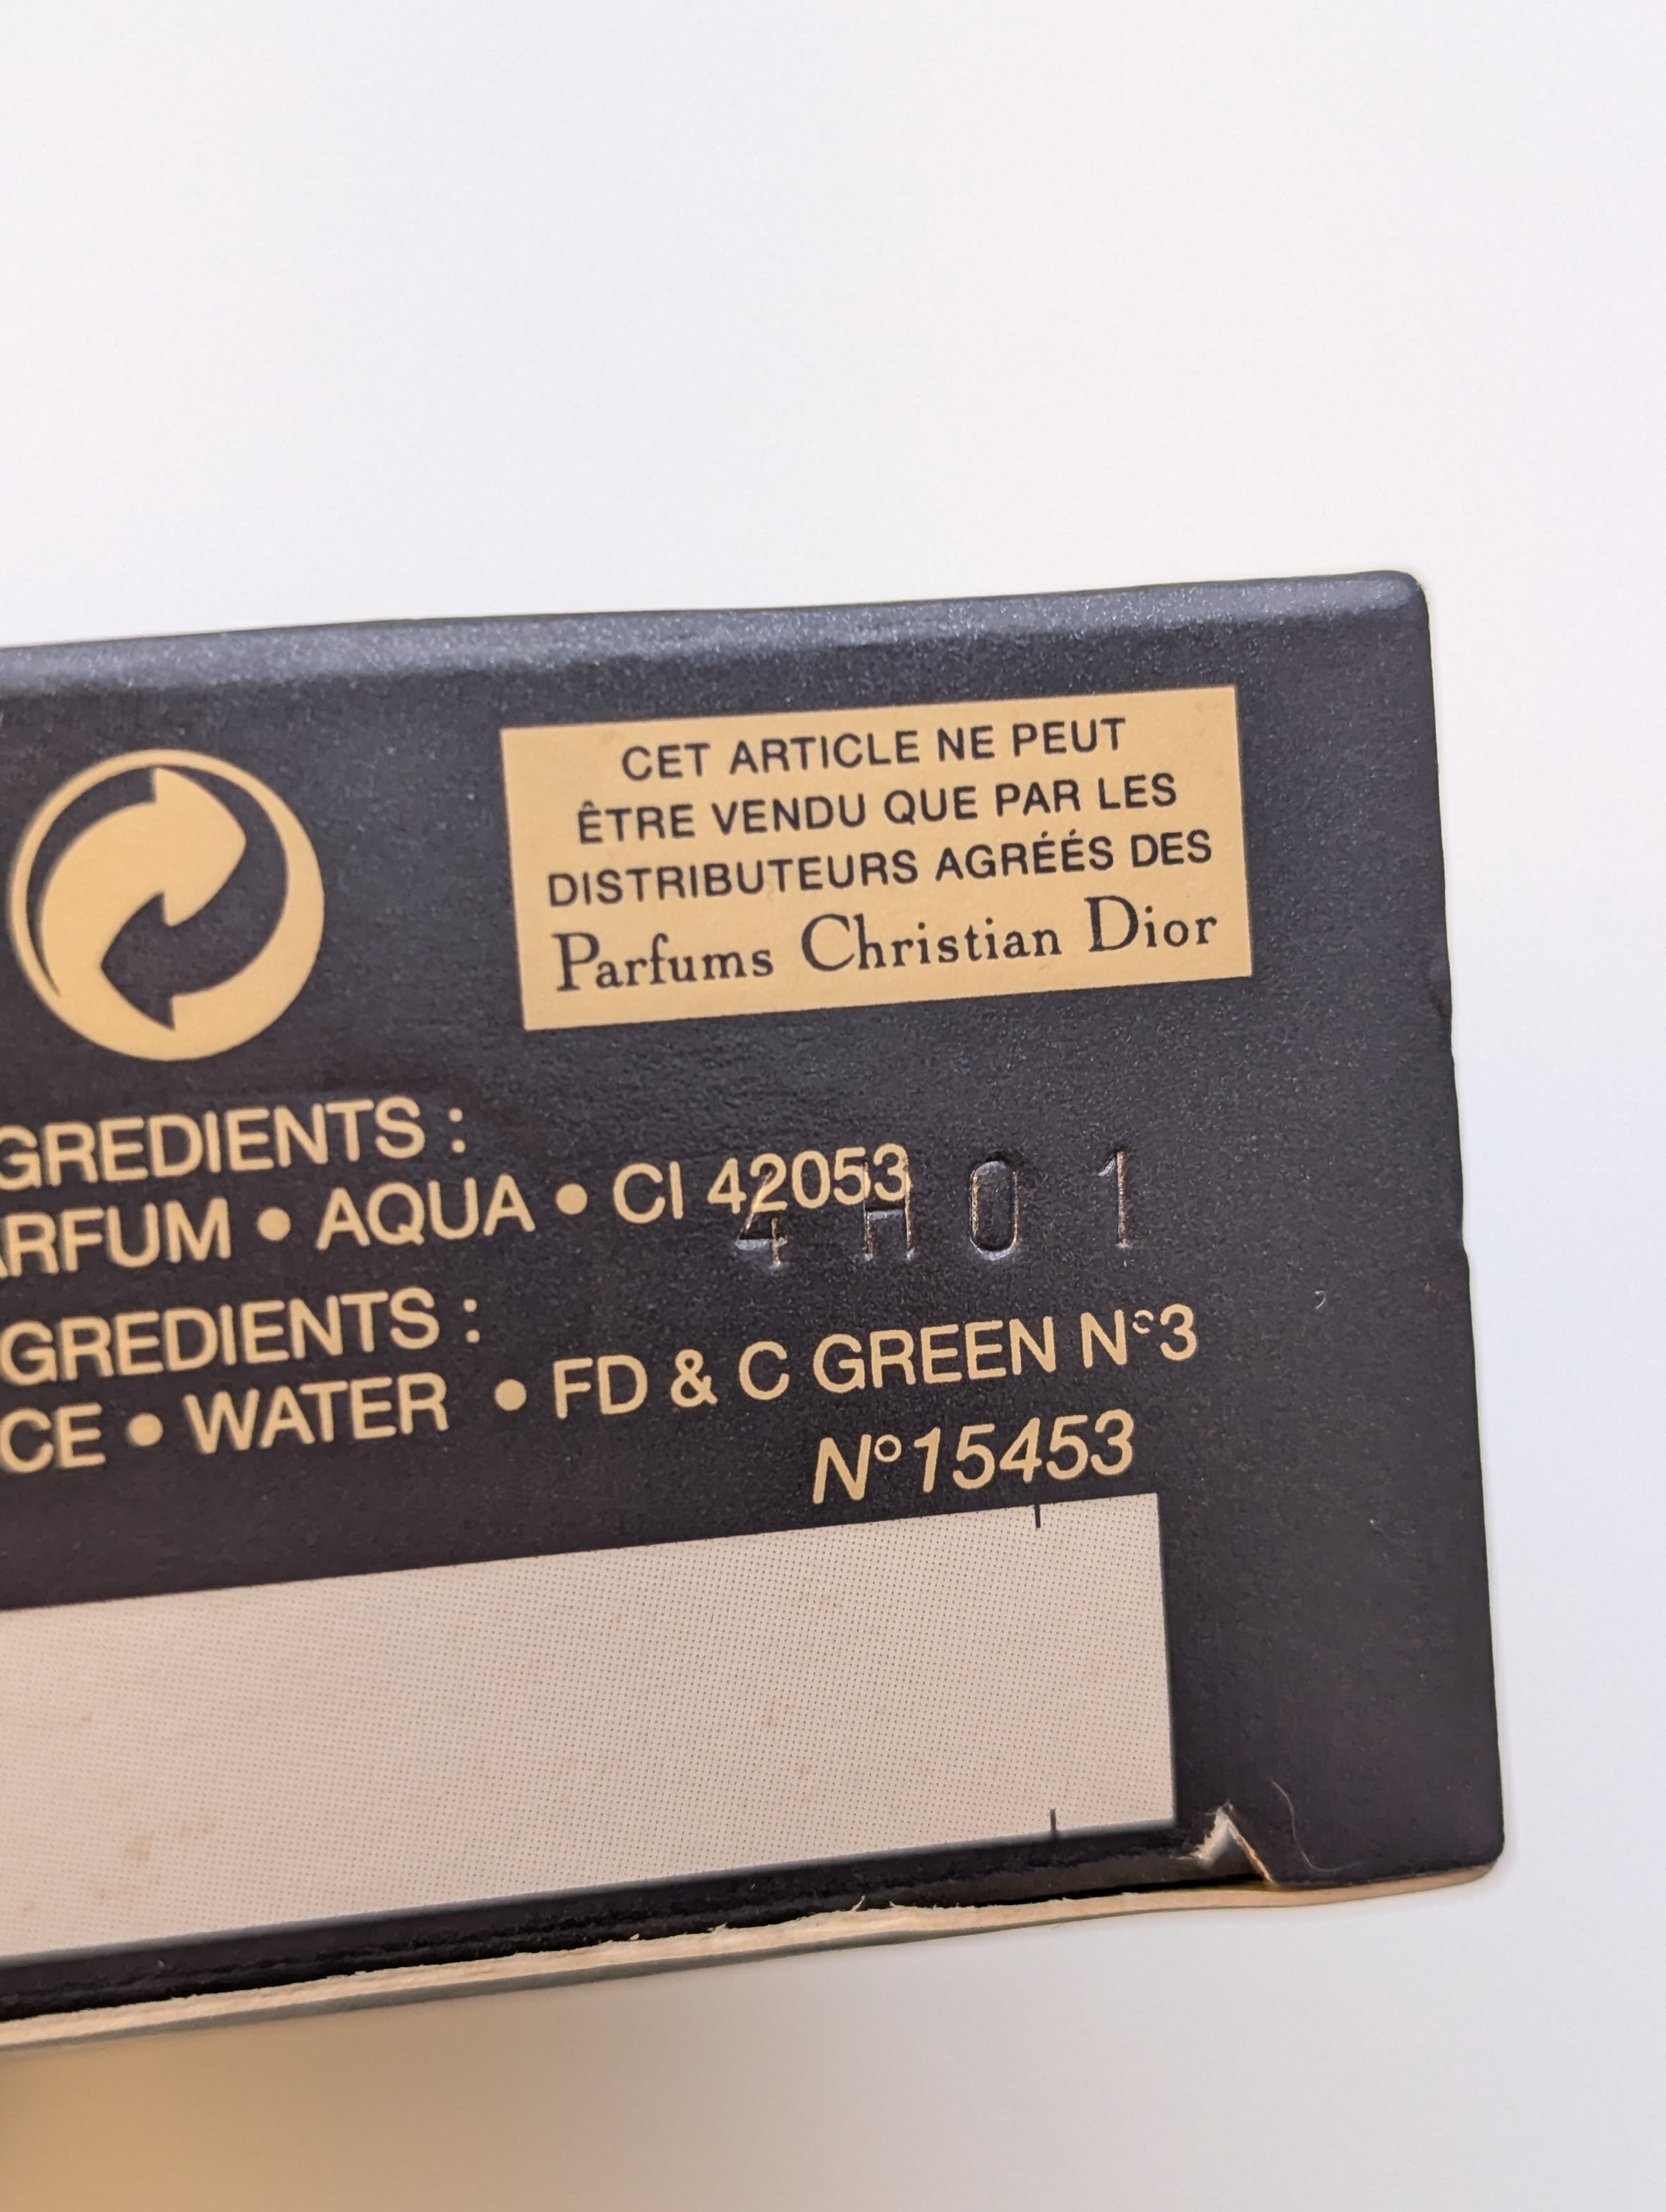 CET ARTICLE NE PEUT
ÊTRE VENDU QUE PAR LES
DISTRIBUTEURS AGRÉÉS DES
Parfums Christian Dior
GREDIENTS :
ARFUM • AQUA • CI 42053
4H01
GREDIENTS :
CE • WATER • FD & C GREEN N°3
N°15453